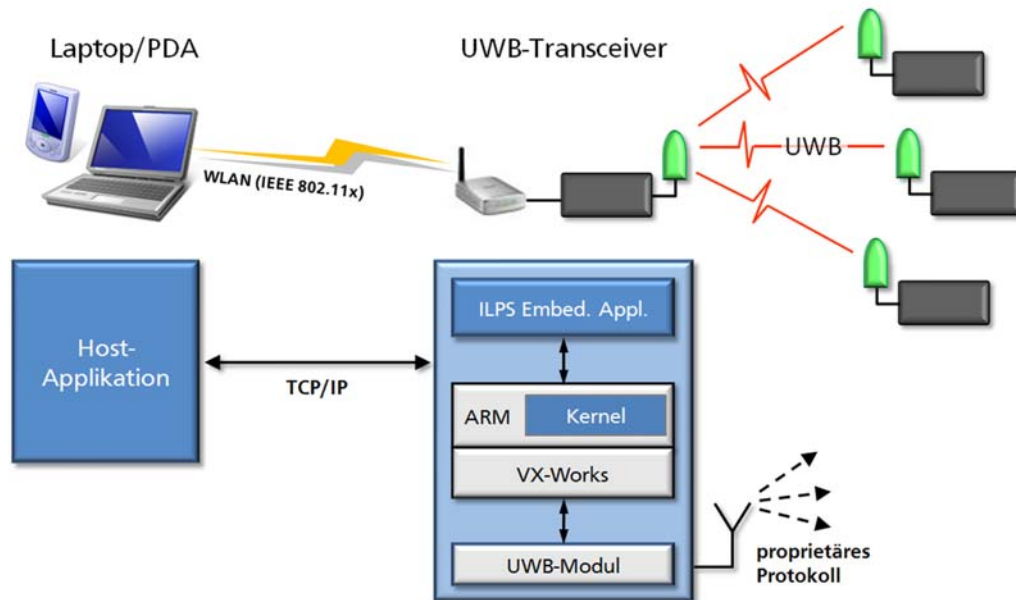 Laptop/PDA
UWB-Transceiver
WLAN (IEEE 802.11x)
UWB
Host-
Applikation
TCP/IP
ILPS Embed. Appl.
ARM
Kernel
VX-Works
UWB-Modul
proprietäres
Protokoll